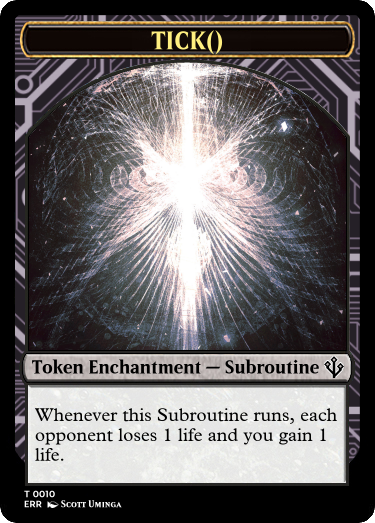 TICK()
Token Enchantment — Subroutine
Whenever this Subroutine runs, each
opponent loses 1 life and you gain 1
life.
T 0010
ERR Scott Uminga